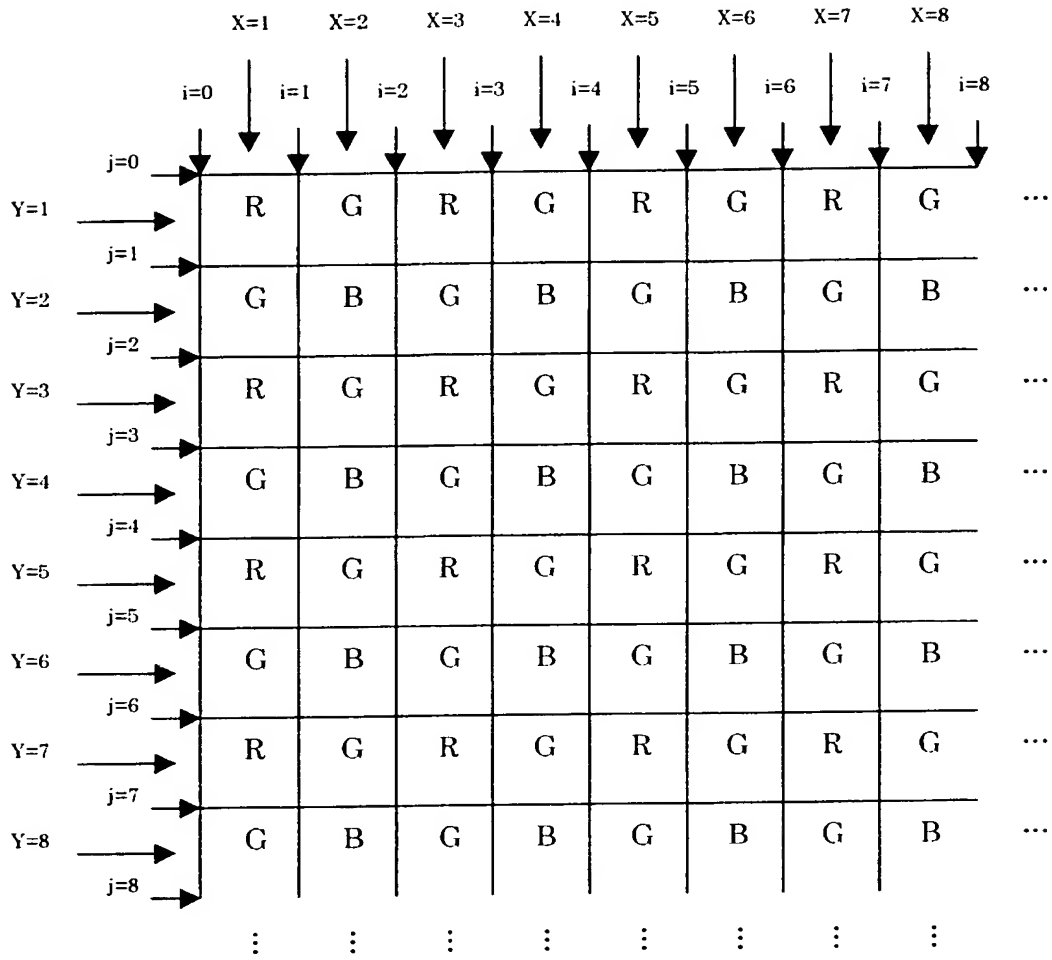 X=1 X=2 X=3 X=4 X=5 X=6 X=7 X=8
i=0 i=1 i=2 i=3 i=4 i=5 i=6 i=7 i=8
j=0
Y=1 R G R G R G R G ...
j=1
Y=2 G B G B G B G B ...
j=2
Y=3 R G R G R G R G ...
j=3
Y=4 G B G B G B G B ...
j=4
Y=5 R G R G R G R G ...
j=5
Y=6 G B G B G B G B ...
j=6
Y=7 R G R G R G R G ...
j=7
Y=8 G B G B G B G B ...
j=8
⋮ ⋮ ⋮ ⋮ ⋮ ⋮ ⋮ ⋮